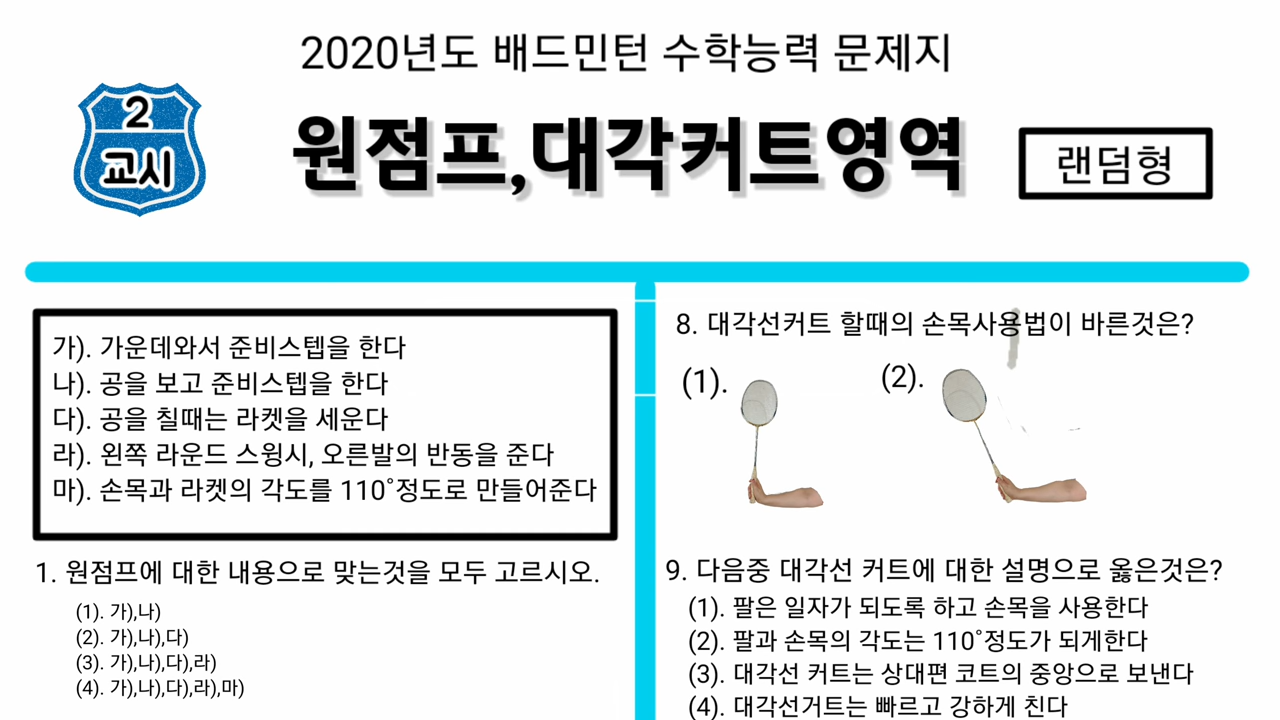 2020년도 배드민턴 수학능력 문제지
2
교시
원점프,대각커트영역
랜덤형
가). 가운데와서 준비스텝을 한다
나). 공을 보고 준비스텝을 한다
다). 공을 칠때는 라켓을 세운다
라). 왼쪽 라운드 스윙시, 오른발의 반동을 준다
마). 손목과 라켓의 각도를 110˚정도로 만들어준다
1. 원점프에 대한 내용으로 맞는것을 모두 고르시오.
(1). 가),나)
(2). 가),나),다)
(3). 가),나),다),라)
(4). 가),나),다),라),마)
8. 대각선커트 할때의 손목사용법이 바른것은?
(1).
(2).
9. 다음중 대각선 커트에 대한 설명으로 옳은것은?
(1). 팔은 일자가 되도록 하고 손목을 사용한다
(2). 팔과 손목의 각도는 110˚정도가 되게한다
(3). 대각선 커트는 상대편 코트의 중앙으로 보낸다
(4). 대각선거트는 빠르고 강하게 친다